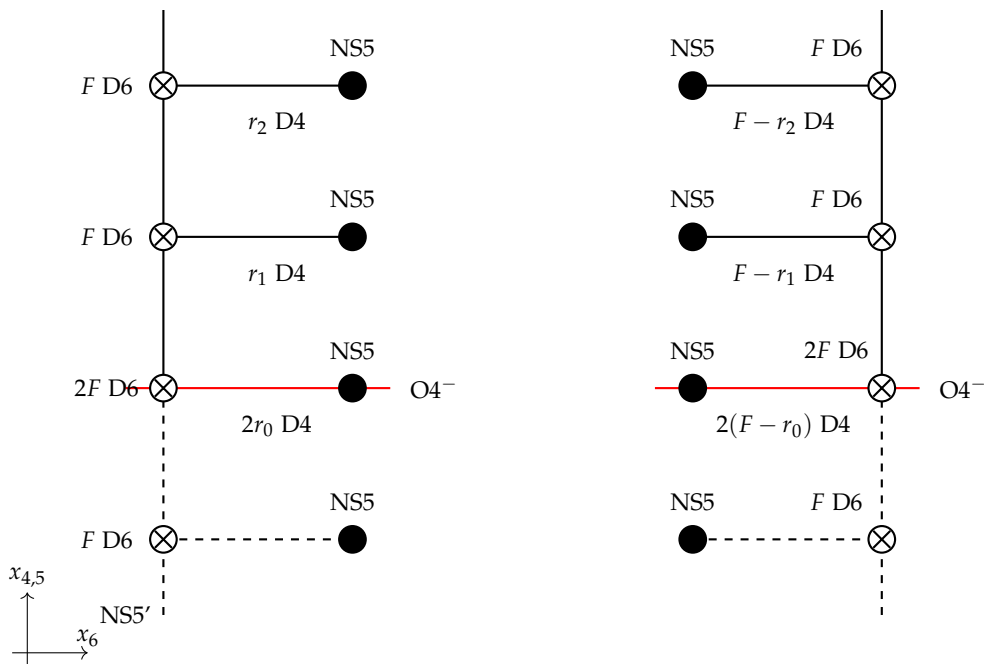 NS5
NS5
F D6
F D6
r₂ D4
F − r₂ D4
NS5
NS5
F D6
F D6
r₁ D4
F − r₁ D4
NS5
2F D6
2F D6
O4⁻
NS5
O4⁻
2r₀ D4
2(F − r₀) D4
NS5
NS5
F D6
F D6
x₄,₅
NS5'
x₆